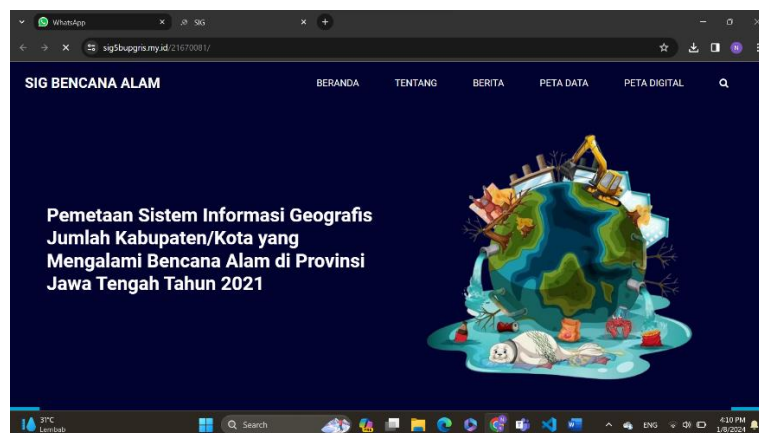 WhatsApp
SIG
sig5bupgris.my.id/21670081/
N
SIG BENCANA ALAM
BERANDA
TENTANG
BERITA
PETA DATA
PETA DIGITAL
Pemetaan Sistem Informasi Geografis
Jumlah Kabupaten/Kota yang
Mengalami Bencana Alam di Provinsi
Jawa Tengah Tahun 2021
31°C
Lembab
Search
ENG
4:10 PM
1/8/2024